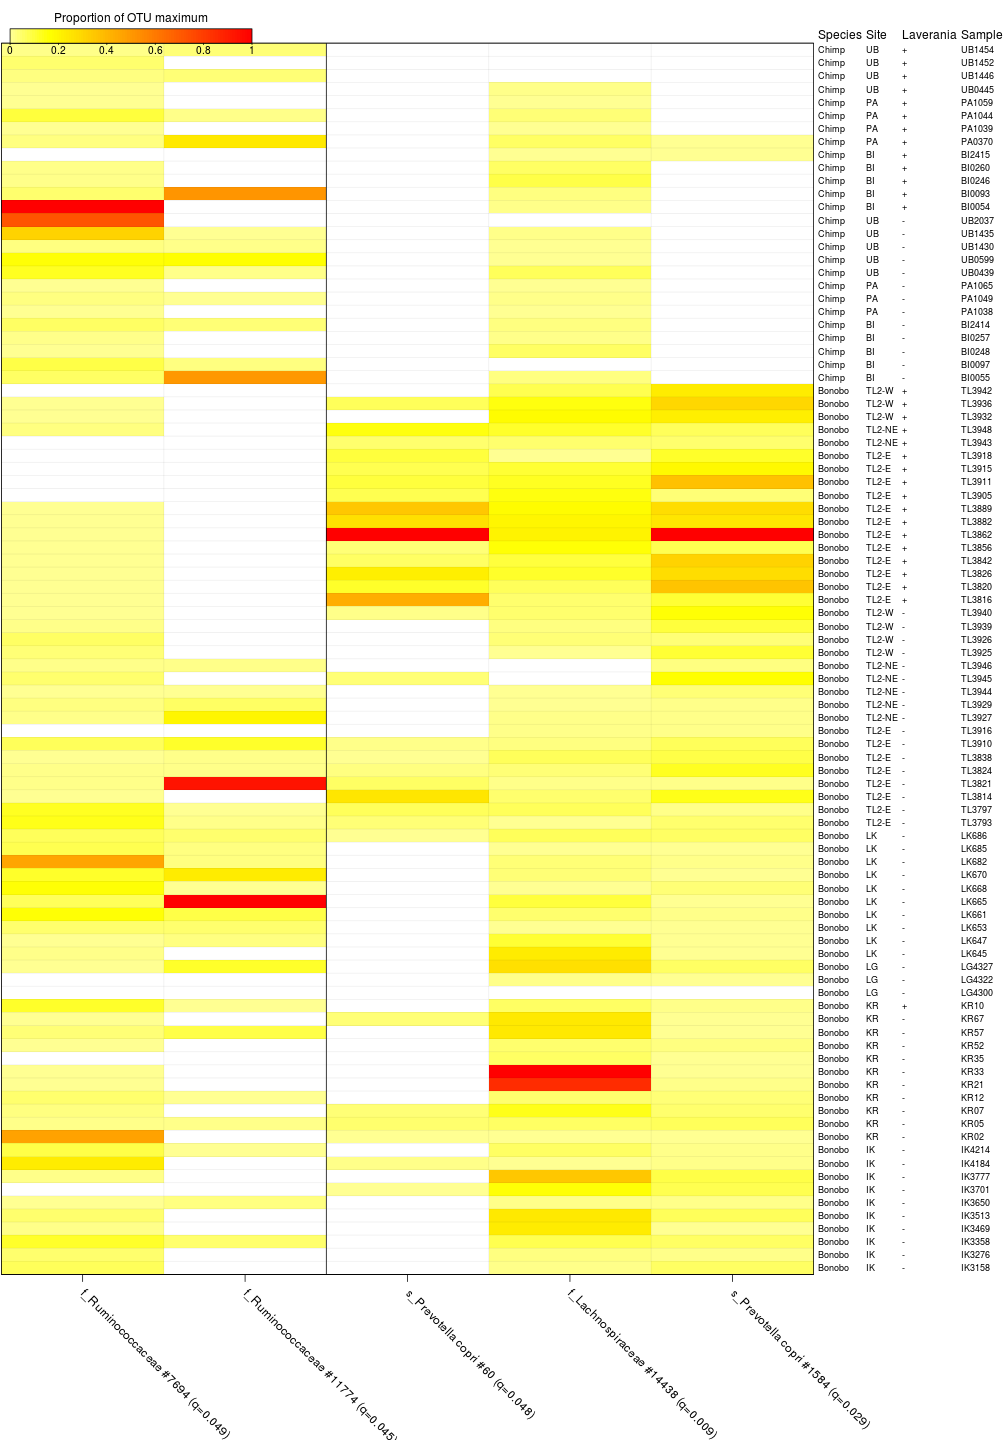 Proportion of OTU maximum
0 0.2 0.4 0.6 0.8 1
Species Site Laverania Sample
Chimp UB + UB1454
Chimp UB + UB1452
Chimp UB + UB1446
Chimp UB + UB0445
Chimp PA + PA1059
Chimp PA + PA1044
Chimp PA + PA1039
Chimp PA + PA0370
Chimp BI + BI2415
Chimp BI + BI0260
Chimp BI + BI0246
Chimp BI + BI0093
Chimp BI + BI0054
Chimp UB - UB2037
Chimp UB - UB1435
Chimp UB - UB1430
Chimp UB - UB0599
Chimp UB - UB0439
Chimp PA - PA1065
Chimp PA - PA1049
Chimp PA - PA1038
Chimp BI - BI2414
Chimp BI - BI0257
Chimp BI - BI0248
Chimp BI - BI0097
Chimp BI - BI0055
Bonobo TL2-W + TL3942
Bonobo TL2-W + TL3936
Bonobo TL2-W + TL3932
Bonobo TL2-NE + TL3948
Bonobo TL2-NE + TL3943
Bonobo TL2-E + TL3918
Bonobo TL2-E + TL3915
Bonobo TL2-E + TL3911
Bonobo TL2-E + TL3905
Bonobo TL2-E + TL3889
Bonobo TL2-E + TL3882
Bonobo TL2-E + TL3862
Bonobo TL2-E + TL3856
Bonobo TL2-E + TL3842
Bonobo TL2-E + TL3826
Bonobo TL2-E + TL3820
Bonobo TL2-E + TL3816
Bonobo TL2-W - TL3940
Bonobo TL2-W - TL3939
Bonobo TL2-W - TL3926
Bonobo TL2-W - TL3925
Bonobo TL2-NE - TL3946
Bonobo TL2-NE - TL3945
Bonobo TL2-NE - TL3944
Bonobo TL2-NE - TL3929
Bonobo TL2-NE - TL3927
Bonobo TL2-E - TL3916
Bonobo TL2-E - TL3910
Bonobo TL2-E - TL3838
Bonobo TL2-E - TL3824
Bonobo TL2-E - TL3821
Bonobo TL2-E - TL3814
Bonobo TL2-E - TL3797
Bonobo TL2-E - TL3793
Bonobo LK - LK686
Bonobo LK - LK685
Bonobo LK - LK682
Bonobo LK - LK670
Bonobo LK - LK668
Bonobo LK - LK665
Bonobo LK - LK661
Bonobo LK - LK653
Bonobo LK - LK647
Bonobo LK - LK645
Bonobo LG - LG4327
Bonobo LG - LG4322
Bonobo LG - LG4300
Bonobo KR + KR10
Bonobo KR - KR67
Bonobo KR - KR57
Bonobo KR - KR52
Bonobo KR - KR35
Bonobo KR - KR33
Bonobo KR - KR21
Bonobo KR - KR12
Bonobo KR - KR07
Bonobo KR - KR05
Bonobo KR - KR02
Bonobo IK - IK4214
Bonobo IK - IK4184
Bonobo IK - IK3777
Bonobo IK - IK3701
Bonobo IK - IK3650
Bonobo IK - IK3513
Bonobo IK - IK3469
Bonobo IK - IK3358
Bonobo IK - IK3276
Bonobo IK - IK3158
f_Ruminococcaceae #7694 (q=0.049)
f_Ruminococcaceae #11774 (q=0.045)
s_Prevotella copri #60 (q=0.048)
f_Lachnospiraceae #14438 (q=0.009)
s_Prevotella copri #1584 (q=0.029)